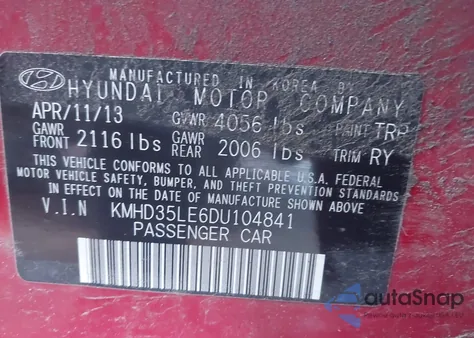 MANUFACTURED IN KOREA BY
HYUNDAI MOTOR COMPANY
APR/11/13 GVWR 4056 lbs PAINT TRP
GAWR FRONT 2116 lbs GAWR REAR 2006 lbs TRIM RY
THIS VEHICLE CONFORMS TO ALL APPLICABLE U.S.A. FEDERAL
MOTOR VEHICLE SAFETY, BUMPER, AND THEFT PREVENTION STANDARDS
IN EFFECT ON THE DATE OF MANUFACTURE SHOWN ABOVE.
V.I.N KMHD35LE6DU104841
PASSENGER CAR
autoSnap